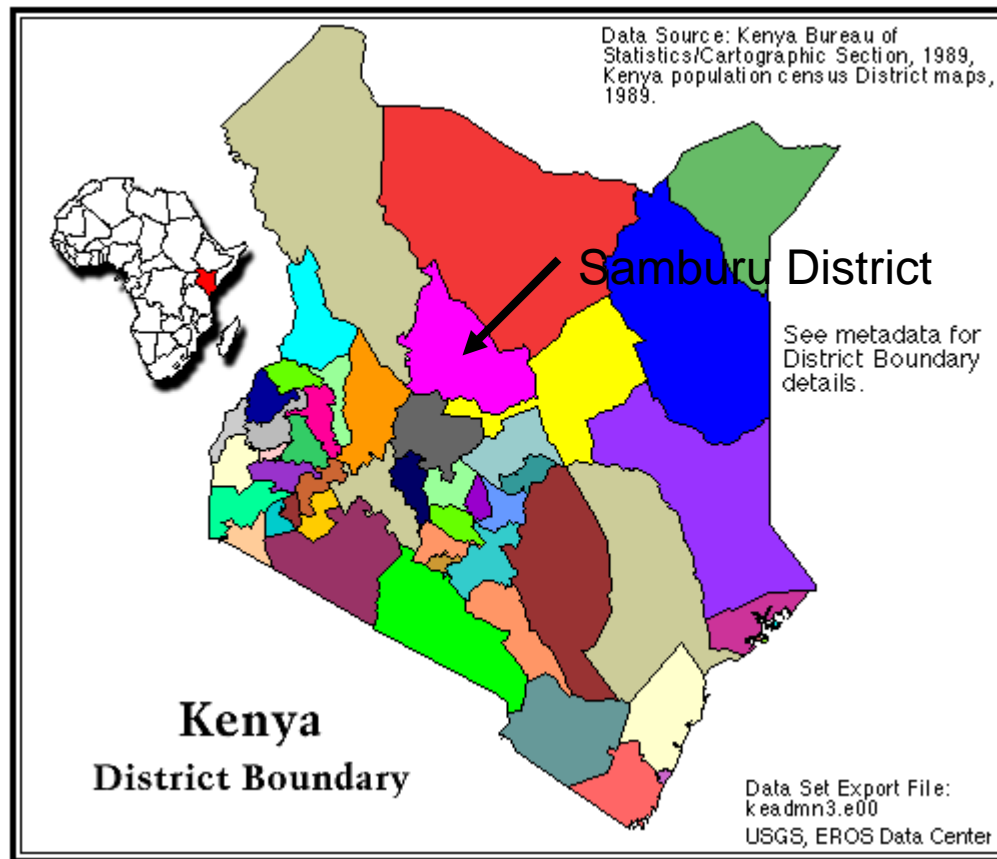 Data Source: Kenya Bureau of
Statistics/Cartographic Section, 1989,
Kenya population census District maps,
1989.
Samburu District
See metadata for
District Boundary
details.
Kenya
District Boundary
Data Set Export File:
keadmn3.e00
USGS, EROS Data Center